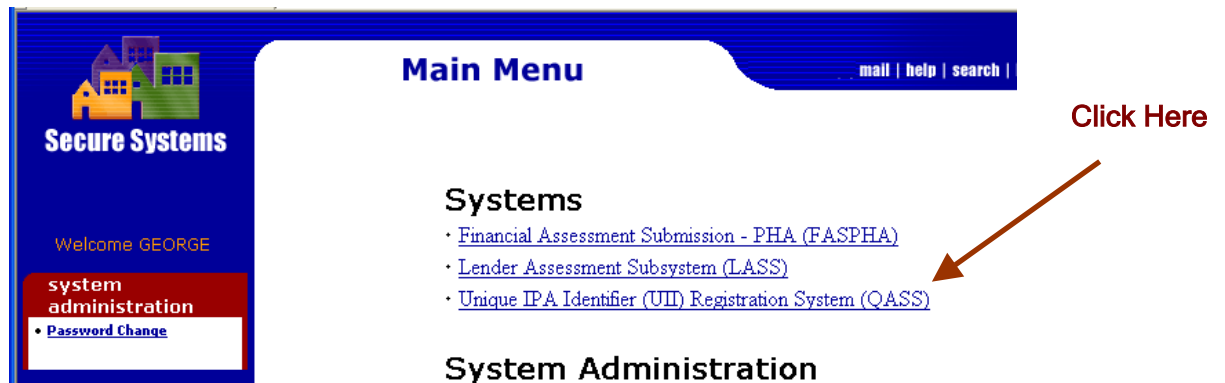 Main Menu
mail | help | search |
Secure Systems
Click Here
Systems
Welcome GEORGE
· Financial Assessment Submission - PHA (FASPHA)
· Lender Assessment Subsystem (LASS)
· Unique IPA Identifier (UII) Registration System (QASS)
system
administration
• Password Change
System Administration